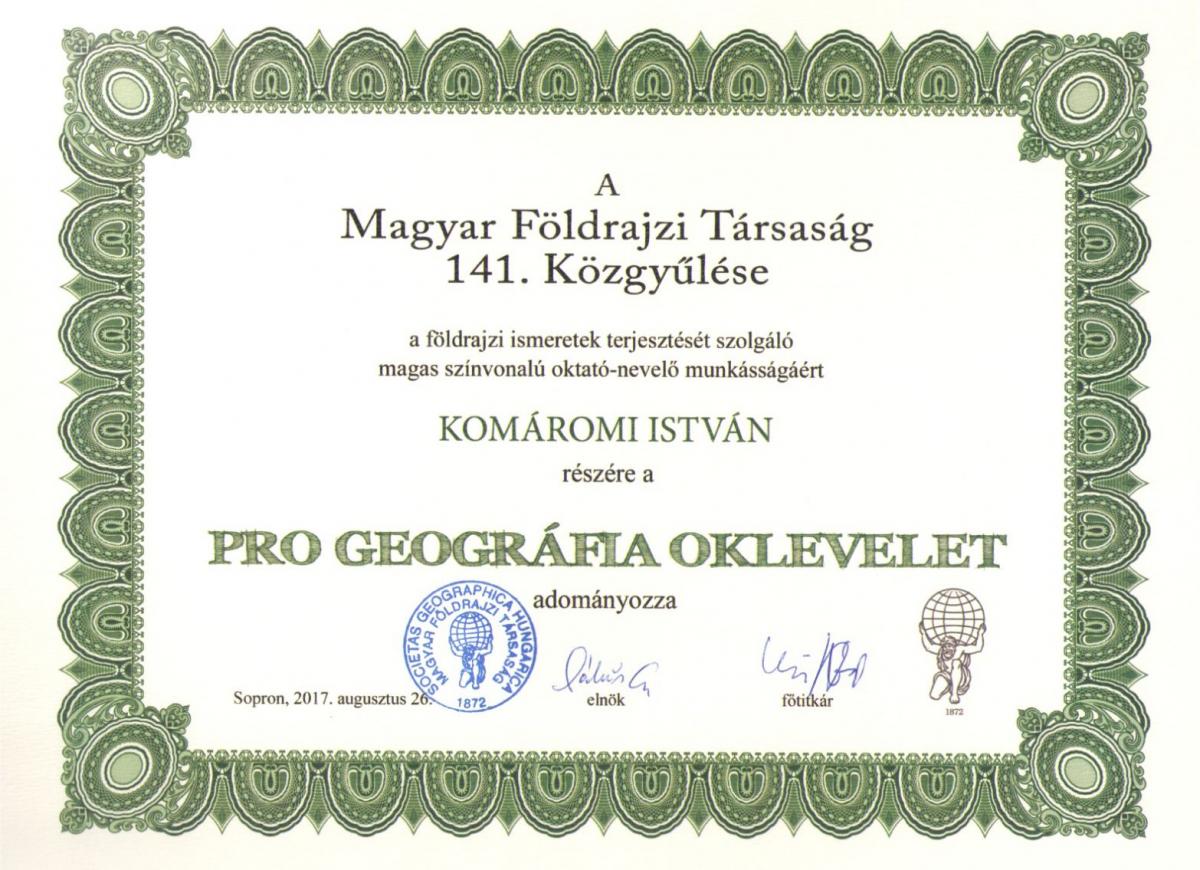 A
Magyar Földrajzi Társaság
141. Közgyűlése
a földrajzi ismeretek terjesztését szolgáló
magas színvonalú oktató-nevelő munkásságáért
KOMÁROMI ISTVÁN
részére a
PRO GEOGRÁFIA OKLEVELET
adományozza
SOCIETAS GEOGRAPHICA HUNGARICA
MAGYAR FÖLDRAJZI TÁRSASÁG
1872
Sopron, 2017. augusztus 26.
elnök
főtitkár
1872